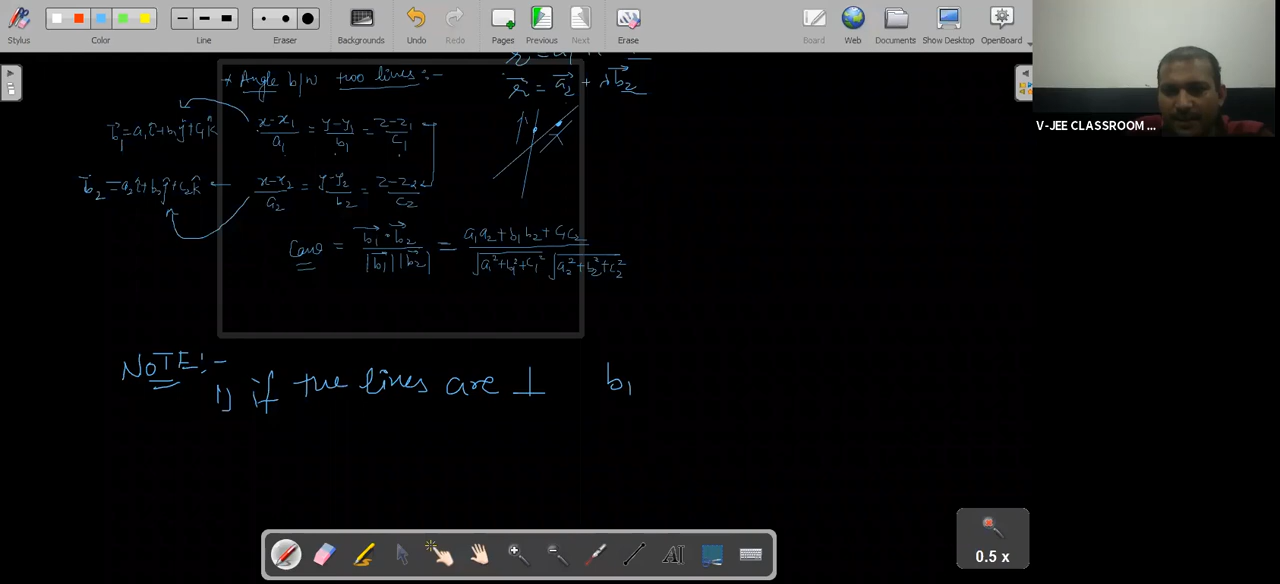 Stylus Color Line Eraser Backgrounds Undo Redo Pages Previous Next Erase Board Web Documents Show Desktop OpenBoard
V-JEE CLASSROOM ...
* Angle b/n two lines :-
r⃗ = a⃗₂ + λb⃗₂
b⃗₁ = a₁î + b₁ĵ + c₁k̂
(x-x₁)/a₁ = (y-y₁)/b₁ = (z-z₁)/c₁
b⃗₂ = a₂î + b₂ĵ + c₂k̂
(x-x₂)/a₂ = (y-y₂)/b₂ = (z-z₂)/c₂
Cosθ = (b⃗₁ · b⃗₂)/(|b⃗₁| |b⃗₂|) = (a₁a₂ + b₁b₂ + c₁c₂)/(√(a₁²+b₁²+c₁²) √(a₂²+b₂²+c₂²))
NOTE :-
1) if the lines are ⊥ b₁
AI
0.5 x